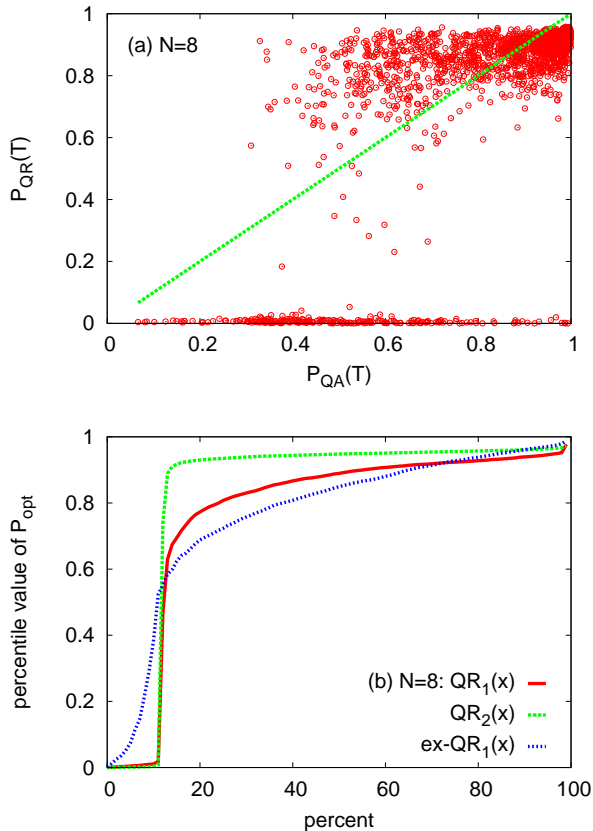 (a) N=8
1
0.8
0.6
0.4
0.2
0
P_QR(T)
0 0.2 0.4 0.6 0.8 1
P_QA(T)
1
0.8
0.6
0.4
0.2
0
percentile value of P_opt
(b) N=8: QR_1(x)
QR_2(x)
ex-QR_1(x)
0 20 40 60 80 100
percent